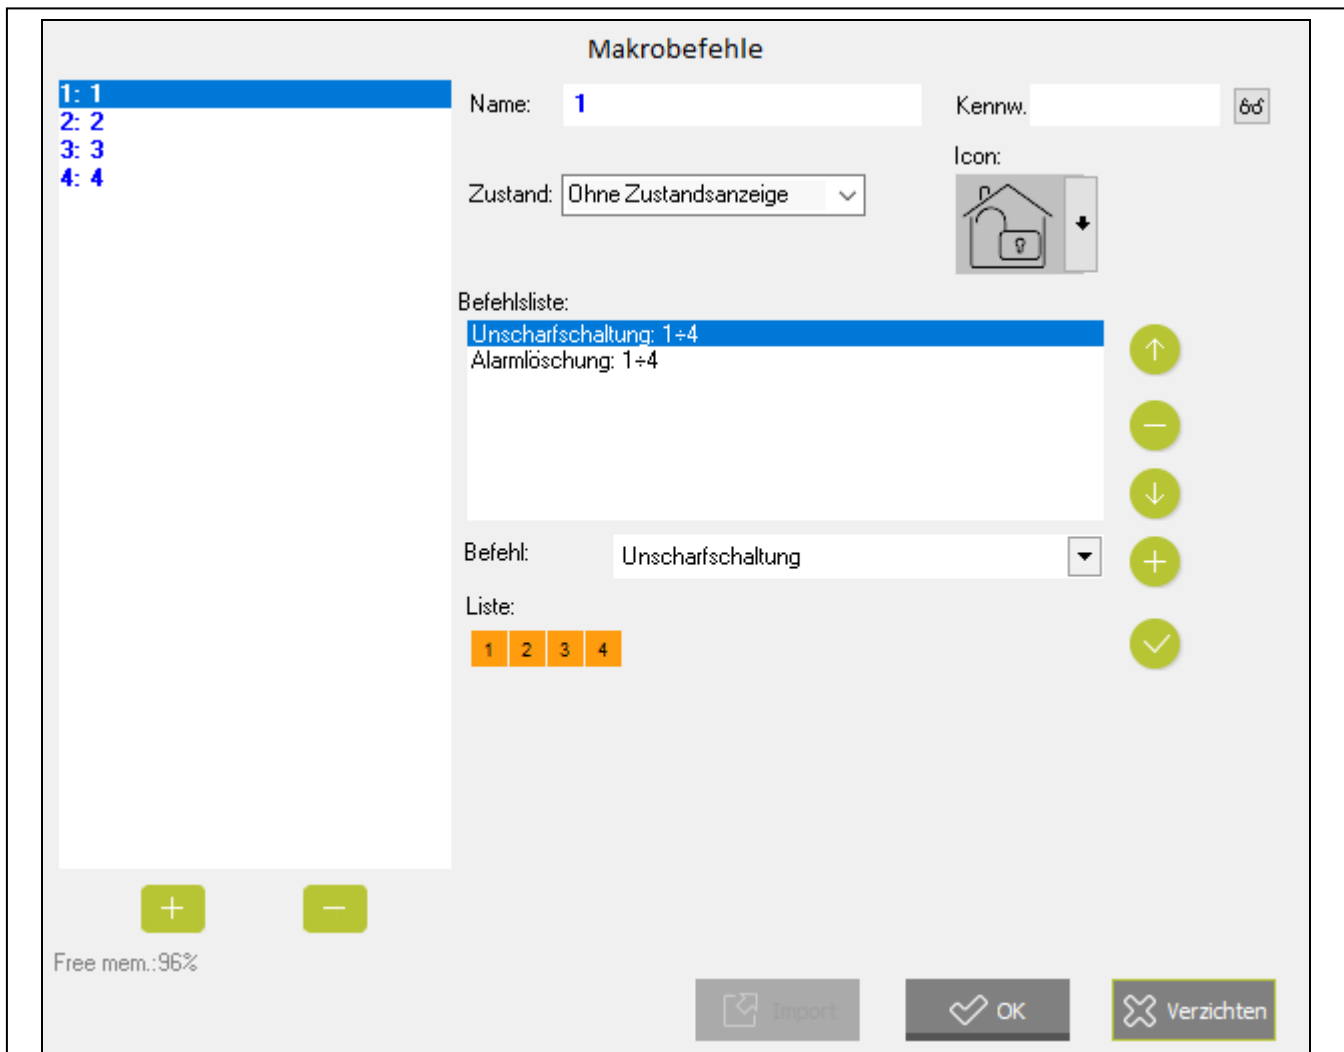 Makrobefehle
1: 1
2: 2
3: 3
4: 4
Name: 1
Kennw.
Icon:
Zustand: Ohne Zustandsanzeige
Befehlsliste:
Unscharfschaltung: 1÷4
Alarmlöschung: 1÷4
Befehl: Unscharfschaltung
Liste:
1 2 3 4
Free mem.:96%
Import
OK
Verzichten